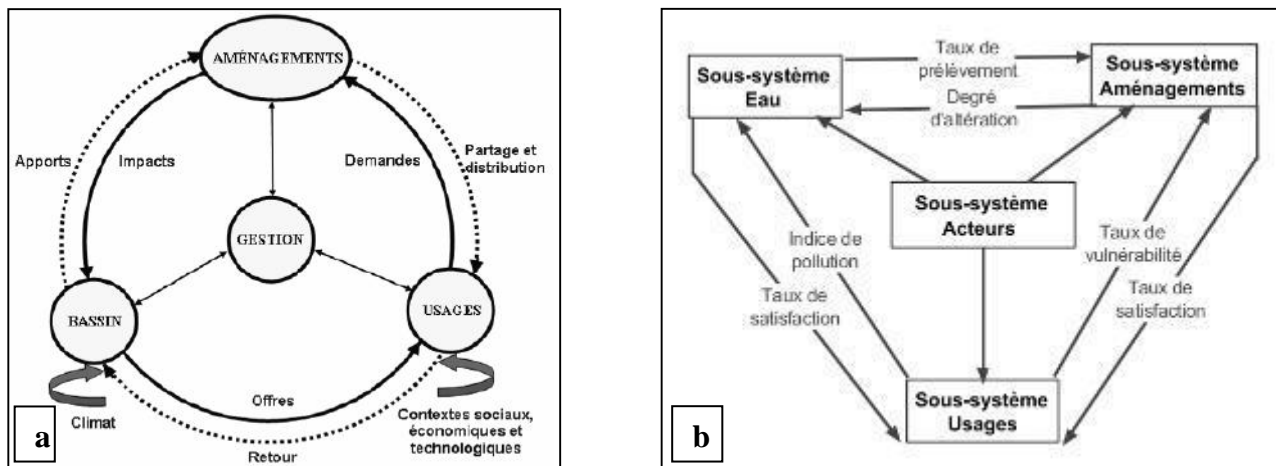 AMÉNAGEMENTS
Apports
Impacts
Demandes
Partage et
distribution
GESTION
BASSIN
USAGES
Climat
Offres
Retour
Contextes sociaux,
économiques et
technologiques
a
Sous-système
Eau
Taux de
prélèvement
Degré
d'altération
Sous-système
Aménagements
Sous-système
Acteurs
Indice de
pollution
Taux de
satisfaction
Taux de
vulnérabilité
Taux de
satisfaction
Sous-système
Usages
b